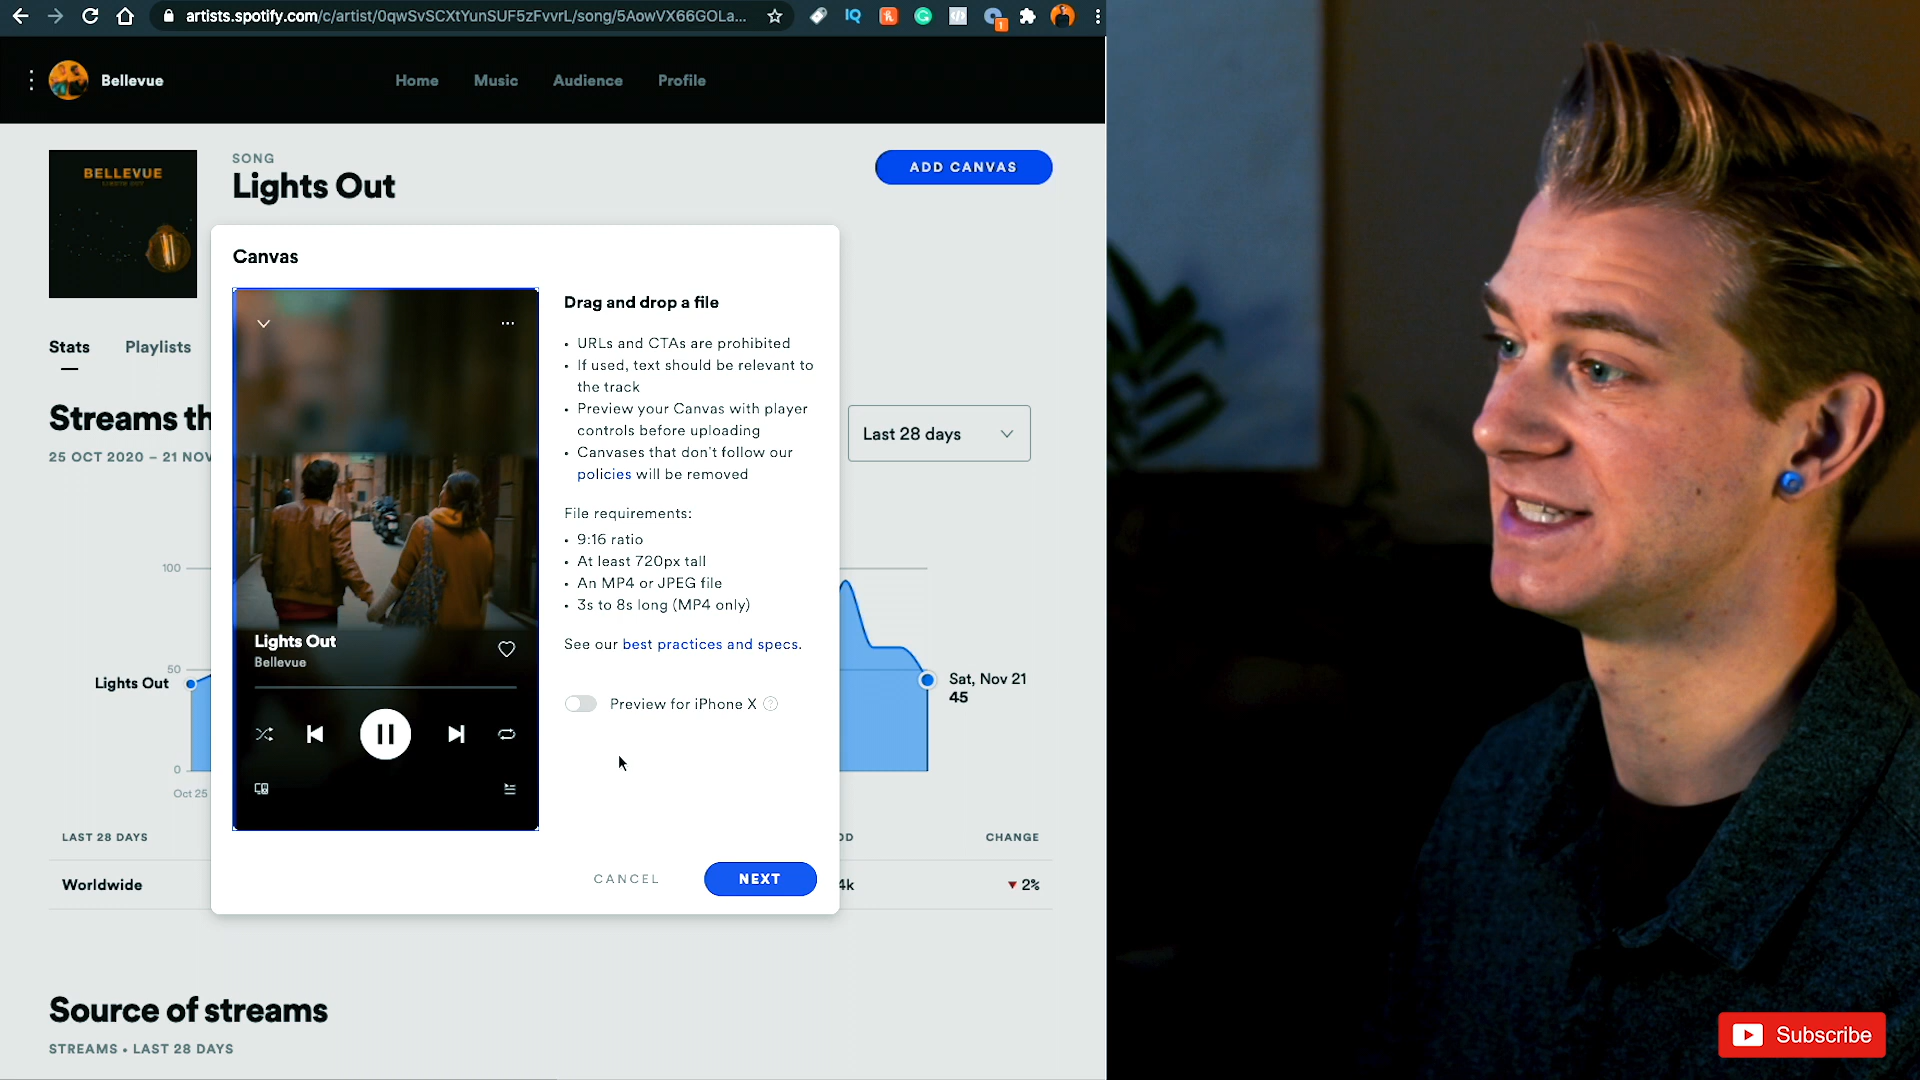 artists.spotify.com/c/artist/0qwSvSCXtYunSUF5zFvvrL/song/5AowVX66GOLa...
IQ
1
Bellevue
Home
Music
Audience
Profile
BELLEVUE
SONG
Lights Out
ADD CANVAS
Canvas
Drag and drop a file
• URLs and CTAs are prohibited
• If used, text should be relevant to
the track
• Preview your Canvas with player
controls before uploading
• Canvases that don't follow our
policies will be removed
File requirements:
• 9:16 ratio
• At least 720px tall
• An MP4 or JPEG file
• 3s to 8s long (MP4 only)
See our best practices and specs.
Preview for iPhone X ?
CANCEL
NEXT
Lights Out
Bellevue
Stats
Playlists
Streams th
25 OCT 2020 – 21 NOV
Last 28 days
100
50
0
Lights Out
Oct 25
Sat, Nov 21
45
LAST 28 DAYS
OD
CHANGE
Worldwide
4k
2%
Source of streams
STREAMS • LAST 28 DAYS
Subscribe